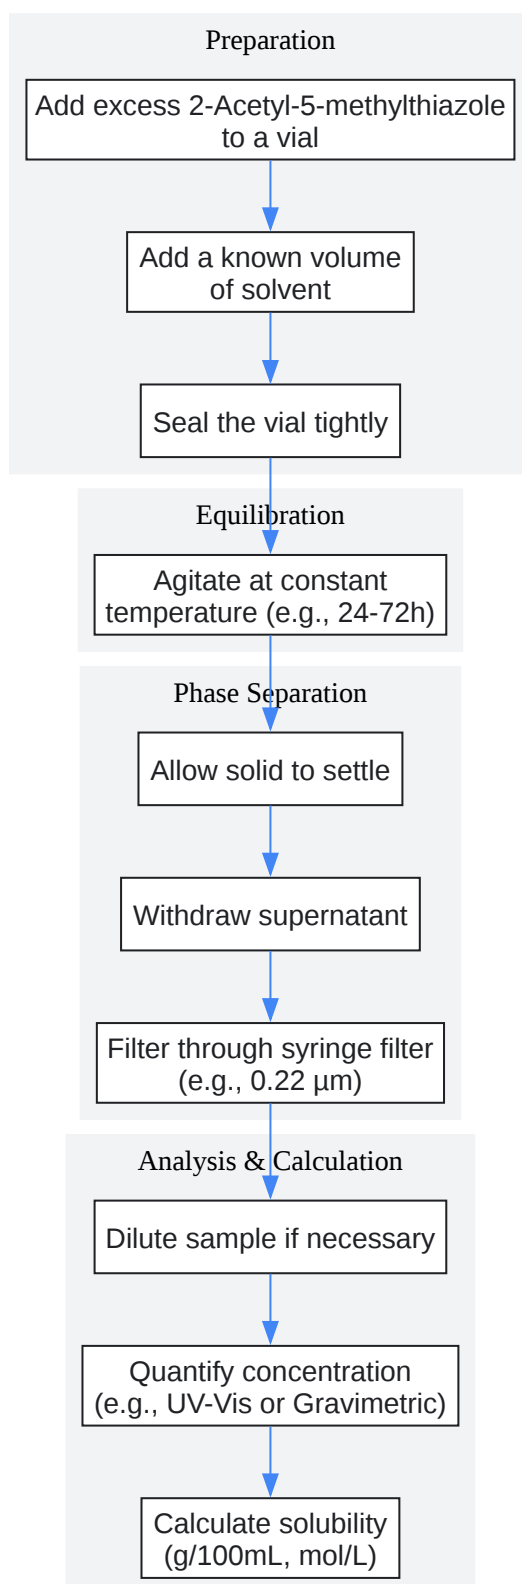 Preparation
Add excess 2-Acetyl-5-methylthiazole
to a vial
Add a known volume
of solvent
Seal the vial tightly
Equilibration
Agitate at constant
temperature (e.g., 24-72h)
Phase Separation
Allow solid to settle
Withdraw supernatant
Filter through syringe filter
(e.g., 0.22 µm)
Analysis & Calculation
Dilute sample if necessary
Quantify concentration
(e.g., UV-Vis or Gravimetric)
Calculate solubility
(g/100mL, mol/L)